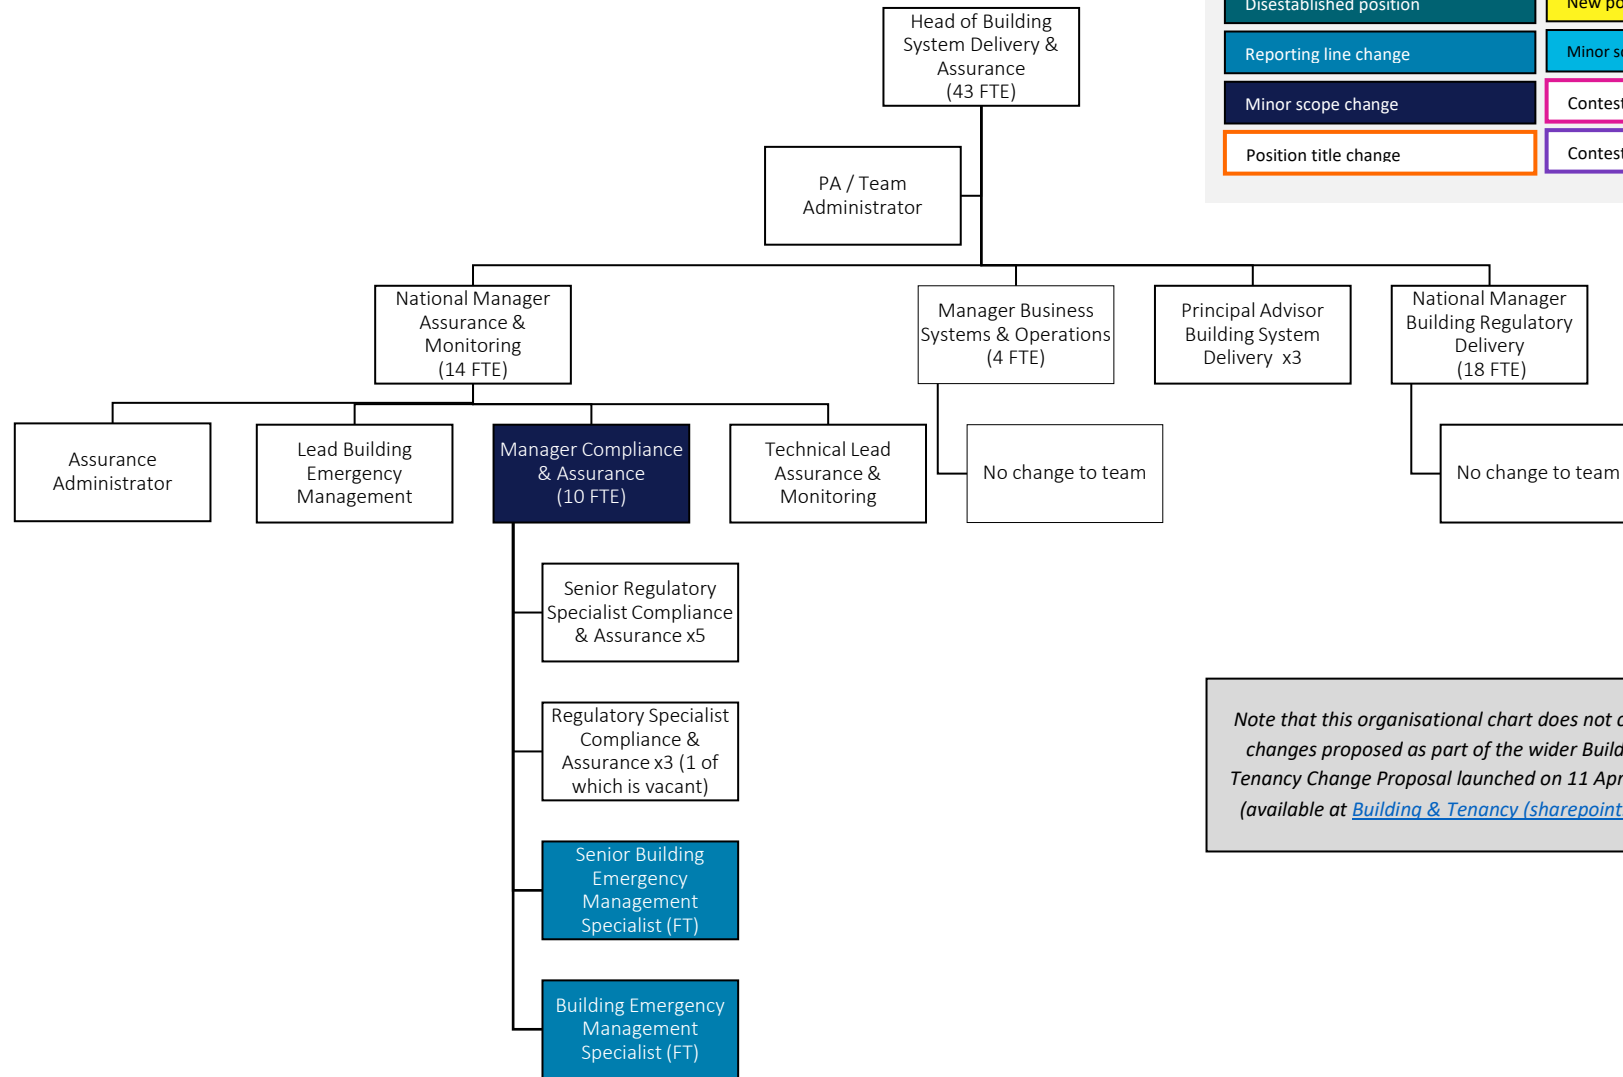 Head of Building
System Delivery &
Assurance
(43 FTE)
Disestablished position
New
Reporting line change
Minor
Minor scope change
Position title change
PA / Team
Administrator
National Manager
Assurance &
Monitoring
(14 FTE)
Manager Business
Systems & Operations
(4 FTE)
Principal Advisor
Building System
Delivery x3
National Manager
Building Regulatory
Delivery
(18 FTE)
Assurance
Administrator
Lead Building
Emergency
Management
Manager Compliance
& Assurance
(10 FTE)
Technical Lead
Assurance &
Monitoring
No change to team
No change to team
Senior Regulatory
Specialist Compliance
& Assurance x5
Regulatory Specialist
Compliance &
Assurance x3 (1 of
which is vacant)
Senior Building
Emergency
Management
Specialist (FT)
Building Emergency
Management
Specialist (FT)
Note that this organisational chart does not
changes proposed as part of the wider
Tenancy Change Proposal launched on 11
(available at Building & Tenancy (sharepoint